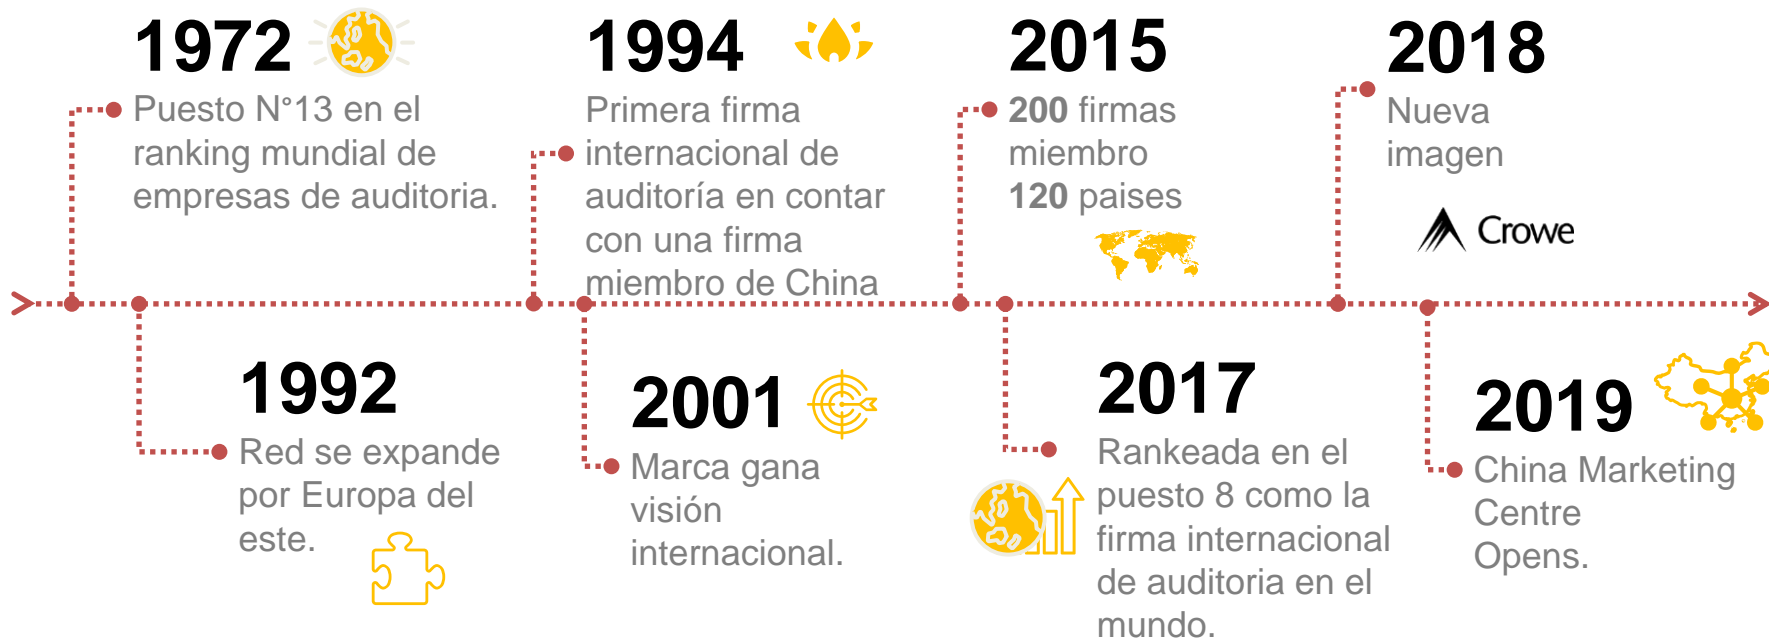 1972
Puesto N°13 en el
ranking mundial de
empresas de auditoria.
1994
Primera firma
internacional de
auditoría en contar
con una firma
miembro de China
2015
200 firmas
miembro
120 paises
2018
Nueva
imagen
Crowe
1992
Red se expande
por Europa del
este.
2001
Marca gana
visión
internacional.
2017
Rankeada en el
puesto 8 como la
firma internacional
de auditoria en el
mundo.
2019
China Marketing
Centre
Opens.